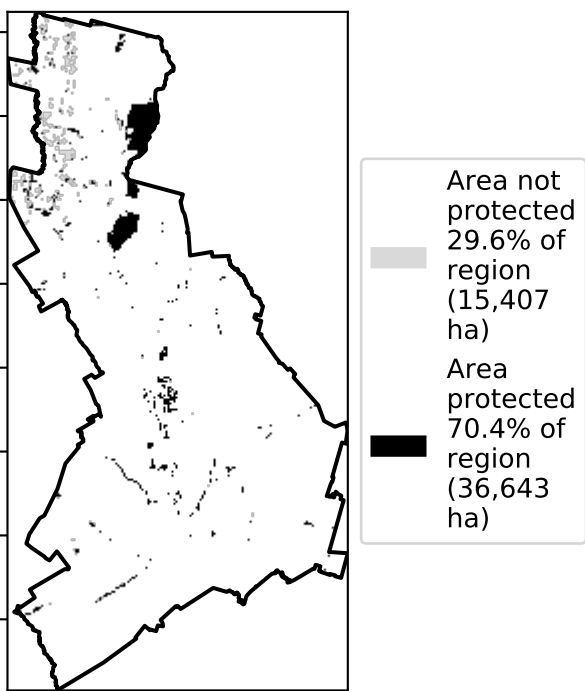 Area not
protected
29.6% of
region
(15,407
ha)
Area
protected
70.4% of
region
(36,643
ha)